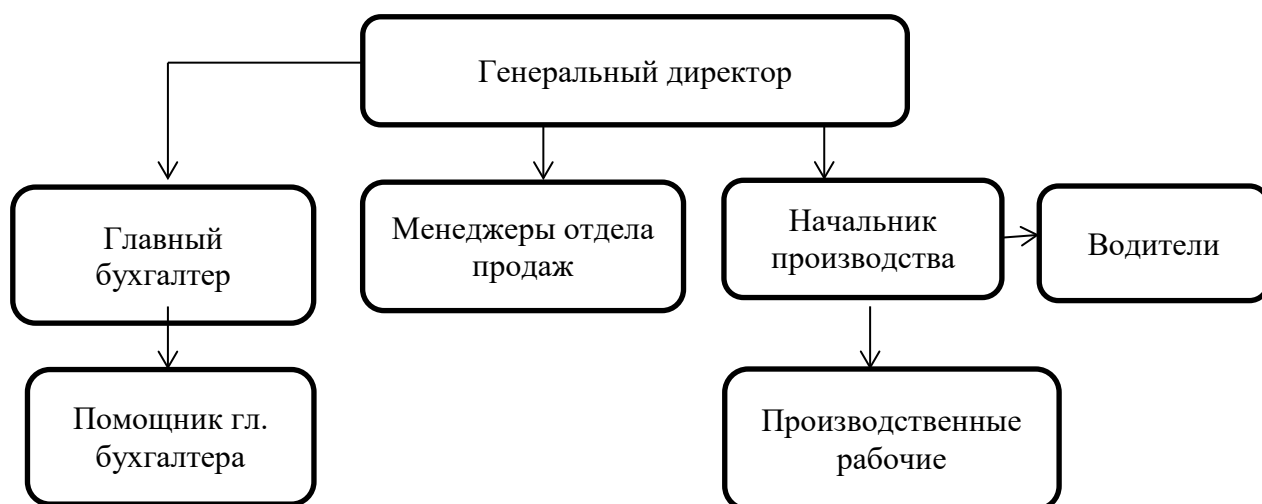 Генеральный директор
Главный
бухгалтер
Менеджеры отдела
продаж
Начальник
производства
Водители
Помощник гл.
бухгалтера
Производственные
рабочие